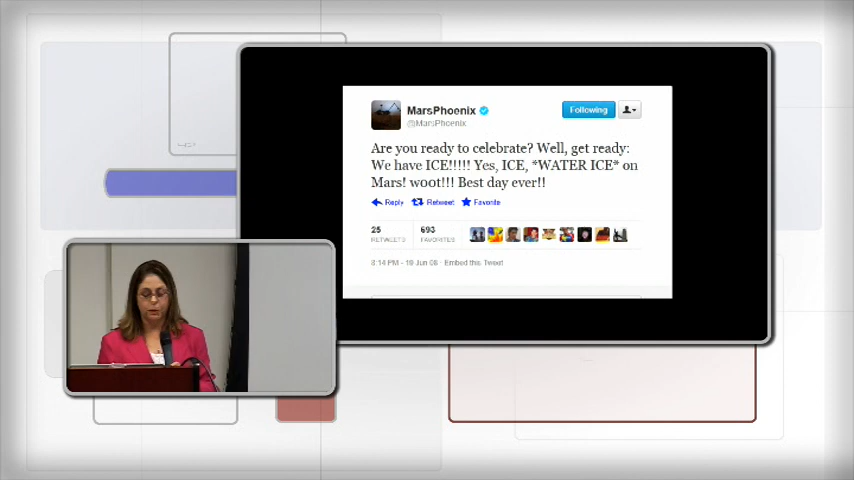 MarsPhoenix
@MarsPhoenix
Following
Are you ready to celebrate? Well, get ready:
We have ICE!!!!! Yes, ICE, *WATER ICE* on
Mars! w00t!!! Best day ever!!
Reply Retweet Favorite
25 693
RETWEETS FAVORITES
8:14 PM - 19 Jun 08 · Embed this Tweet